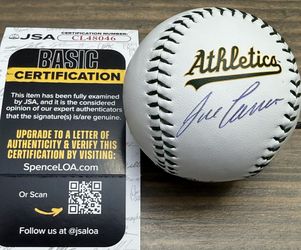 JSA
CERTIFICATION
CL48046
BASIC
CERTIFICATION
This item has been fully examined
by JSA, and it is the considered
opinion of our expert authenticators
that the signature(s) is/are genuine.
UPGRADE TO A LETTER OF
AUTHENTICITY & VERIFY THIS
CERTIFICATION BY VISITING:
SpenceLOA.com
Or Scan
Follow us at @jsaloa
Athletics